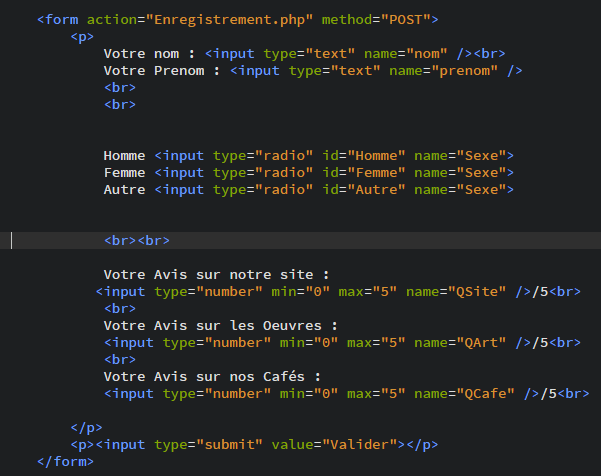 <form action="Enregistrement.php" method="POST">
<p>
Votre nom : <input type="text" name="nom" /><br>
Votre Prenom : <input type="text" name="prenom" />
<br>
<br>
Homme <input type="radio" id="Homme" name="Sexe">
Femme <input type="radio" id="Femme" name="Sexe">
Autre <input type="radio" id="Autre" name="Sexe">
<br><br>
Votre Avis sur notre site :
<input type="number" min="0" max="5" name="QSite" />/5<br>
<br>
Votre Avis sur les Oeuvres :
<input type="number" min="0" max="5" name="QArt" />/5<br>
<br>
Votre Avis sur nos Cafés :
<input type="number" min="0" max="5" name="QCafe" />/5<br>
</p>
<p><input type="submit" value="Valider"></p>
</form>